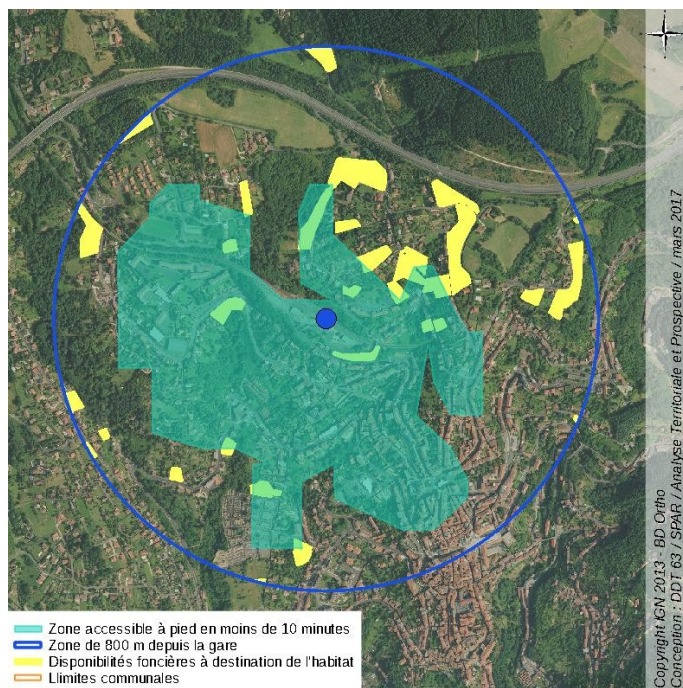 Zone accessible à pied en moins de 10 minutes
Zone de 800 m depuis la gare
Disponibilités foncières à destination de l'habitat
Llimites communales
Copyright IGN 2013 - BD Ortho
Conception : DDT 63 / SPAR / Analyse Territoriale et Prospective / mars 2017